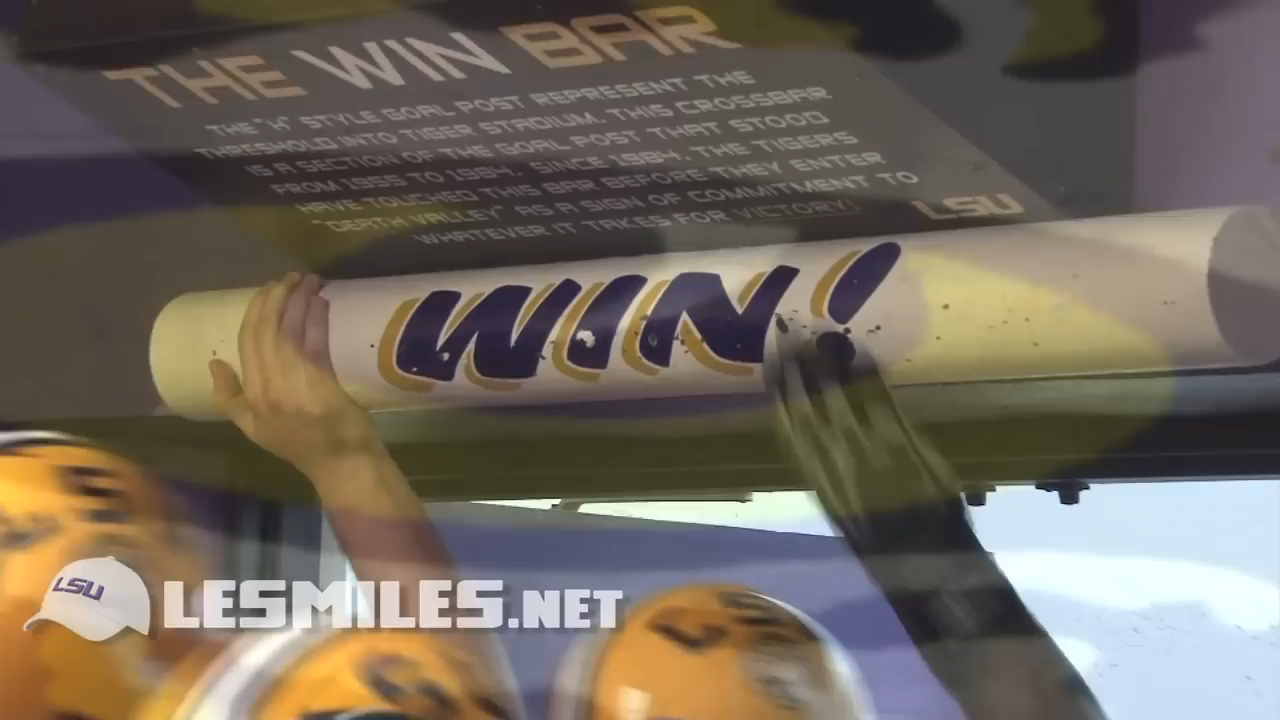 THE WIN BAR
THE "H" STYLE GOAL POST REPRESENT THE
THRESHOLD INTO TIGER STADIUM. THIS CROSSBAR
IS A SECTION OF THE GOAL POST THAT STOOD
FROM 1955 TO 1984. SINCE 1984, THE TIGERS
HAVE TOUCHED THIS BAR BEFORE THEY ENTER
"DEATH VALLEY" AS A SIGN OF COMMITMENT TO
WHATEVER IT TAKES FOR VICTORY!
LSU
WIN!
LSU
LESMILES.NET